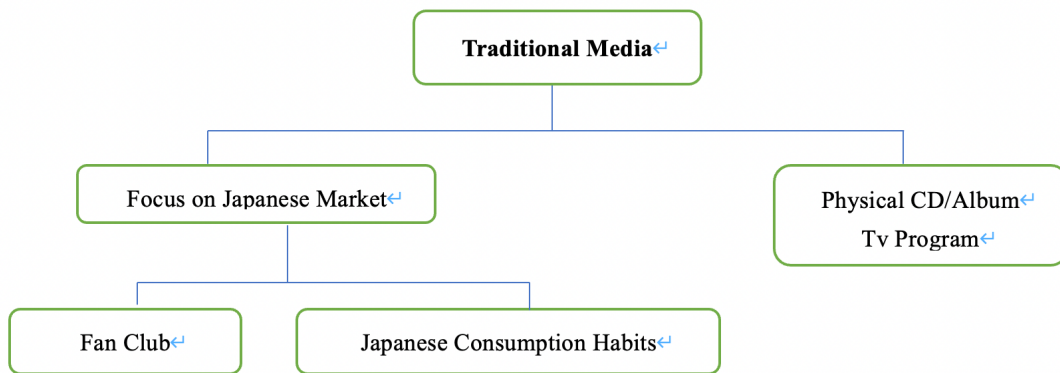 Traditional Media
Focus on Japanese Market
Physical CD/Album
Tv Program
Fan Club
Japanese Consumption Habits